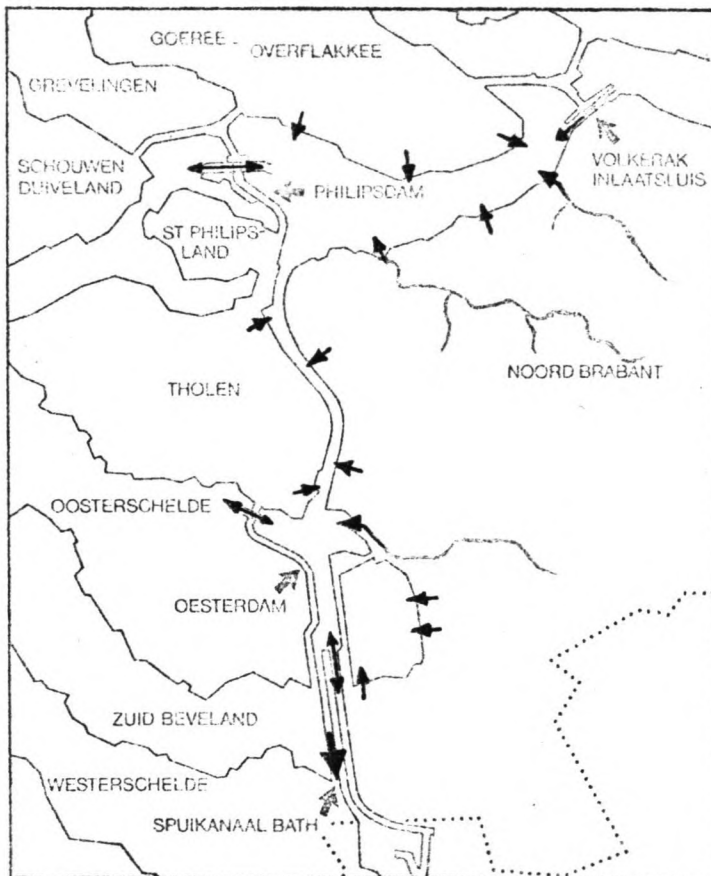 GOEREE -
OVERFLAKKEE
GREVELINGEN
SCHOUWEN
DUIVELAND
VOLKERAK
INLAATSLUIS
PHILIPSDAM
ST PHILIPS-
LAND
NOORD BRABANT
THOLEN
OOSTERSCHELDE
OESTERDAM
ZUID BEVELAND
WESTERSCHELDE
SPUIKANAAL BATH